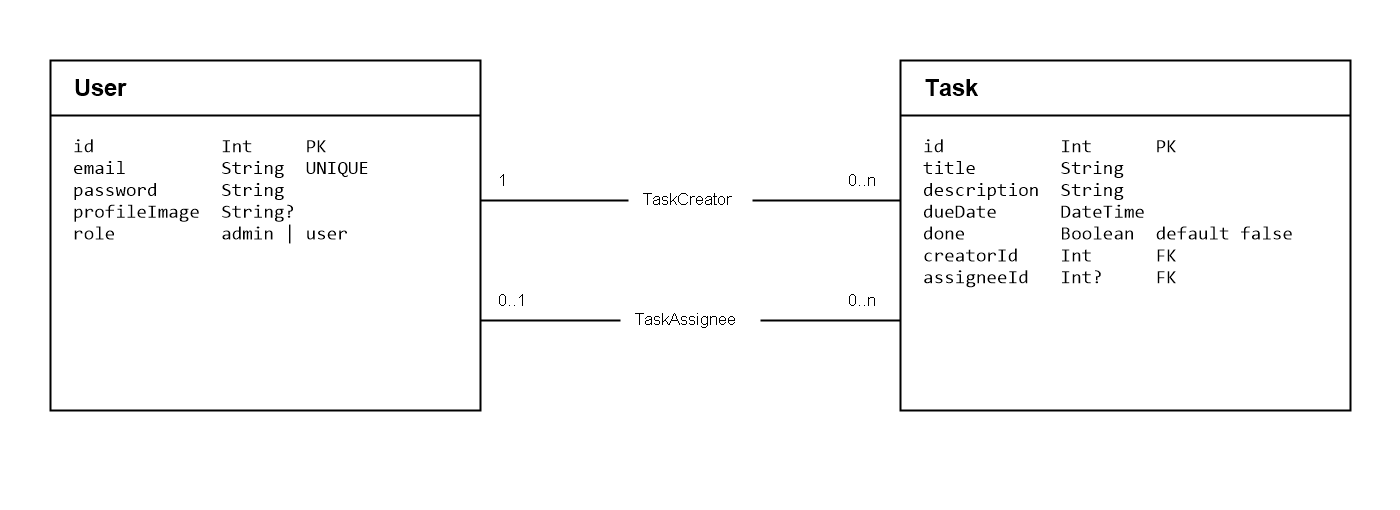 User
id Int PK
email String UNIQUE
password String
profileImage String?
role admin | user
1
TaskCreator
0..n
0..1
TaskAssignee
0..n
Task
id Int PK
title String
description String
dueDate DateTime
done Boolean default false
creatorId Int FK
assigneeId Int? FK